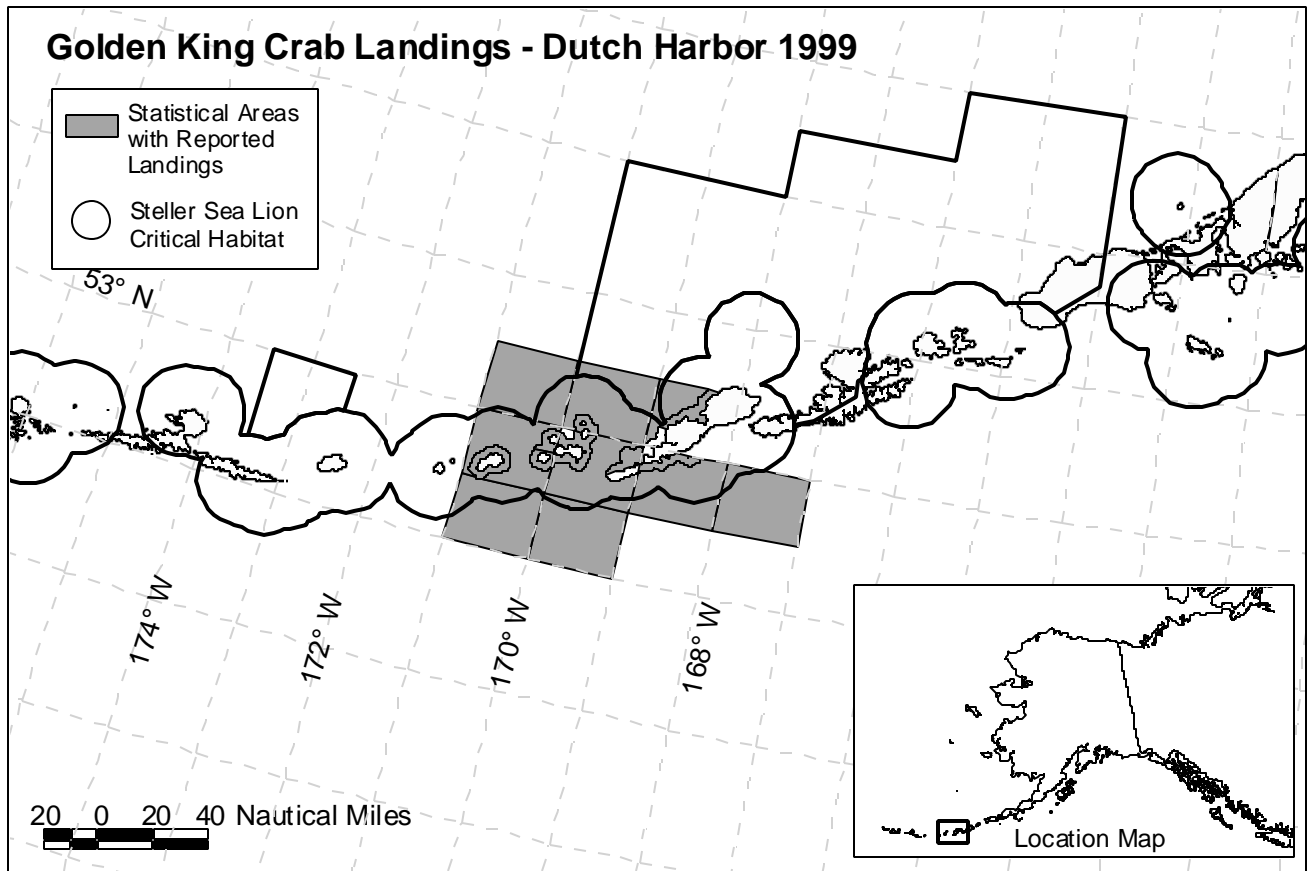 Golden King Crab Landings - Dutch Harbor 1999
Statistical Areas
with Reported
Landings
Steller Sea Lion
Critical Habitat
53° N
174° W
172° W
170° W
168° W
20 0 20 40 Nautical Miles
Location Map